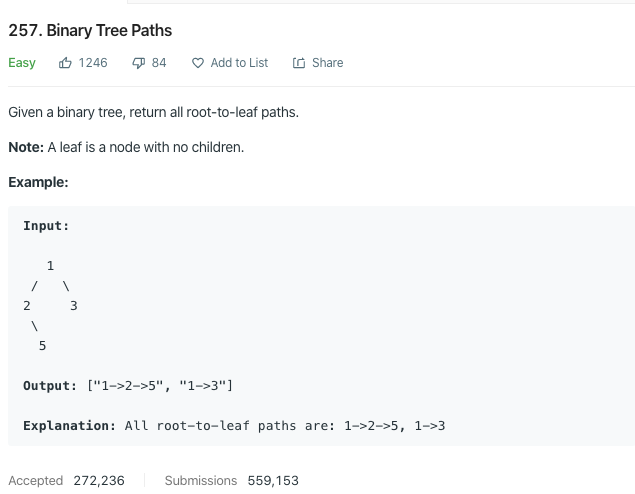 257. Binary Tree Paths
Easy 1246 84 Add to List Share
Given a binary tree, return all root-to-leaf paths.
Note: A leaf is a node with no children.
Example:
Input:
1
/ \
2 3
\
5
Output: ["1->2->5", "1->3"]
Explanation: All root-to-leaf paths are: 1->2->5, 1->3
Accepted 272,236 Submissions 559,153